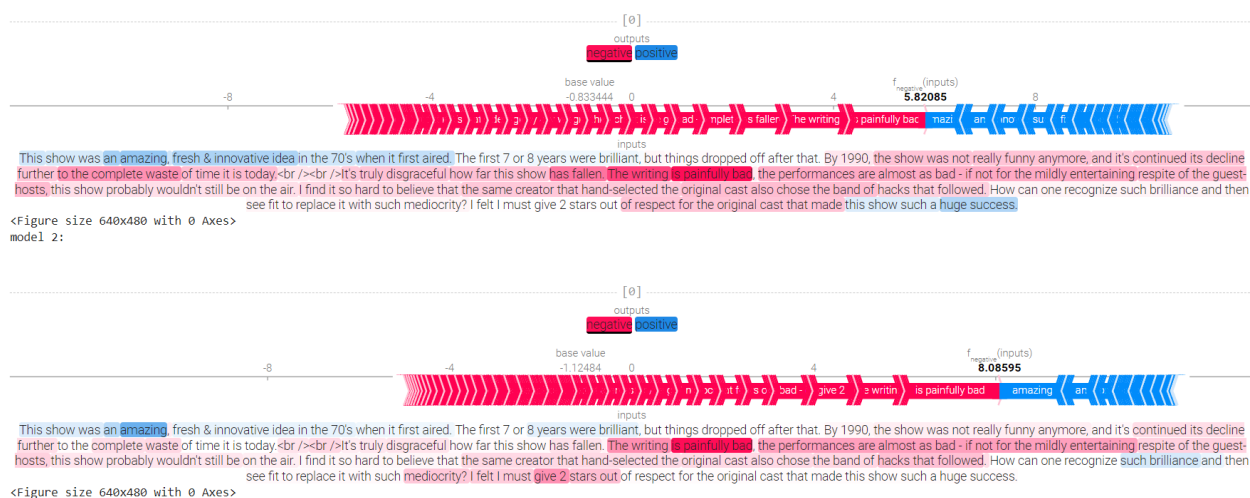 [0]
outputs
negative positive
base value f negative (inputs)
-8 -4 -0.833444 0 4 5.82085 8
The writing s painfully bad
inputs
This show was an amazing, fresh & innovative idea in the 70's when it first aired. The first 7 or 8 years were brilliant, but things dropped off after that. By 1990, the show was not really funny anymore, and it's continued its decline
further to the complete waste of time it is today.<br /><br />It's truly disgraceful how far this show has fallen. The writing is painfully bad, the performances are almost as bad - if not for the mildly entertaining respite of the guest-
hosts, this show probably wouldn't still be on the air. I find it so hard to believe that the same creator that hand-selected the original cast also chose the band of hacks that followed. How can one recognize such brilliance and then
see fit to replace it with such mediocrity? I felt I must give 2 stars out of respect for the original cast that made this show such a huge success.
<Figure size 640x480 with 0 Axes>
model 2:
[0]
outputs
negative positive
base value f negative (inputs)
-8 -4 -1.12484 0 4 8.08595
give 2 is painfully bad amazing
inputs
This show was an amazing, fresh & innovative idea in the 70's when it first aired. The first 7 or 8 years were brilliant, but things dropped off after that. By 1990, the show was not really funny anymore, and it's continued its decline
further to the complete waste of time it is today.<br /><br />It's truly disgraceful how far this show has fallen. The writing is painfully bad, the performances are almost as bad - if not for the mildly entertaining respite of the guest-
hosts, this show probably wouldn't still be on the air. I find it so hard to believe that the same creator that hand-selected the original cast also chose the band of hacks that followed. How can one recognize such brilliance and then
see fit to replace it with such mediocrity? I felt I must give 2 stars out of respect for the original cast that made this show such a huge success.
<Figure size 640x480 with 0 Axes>